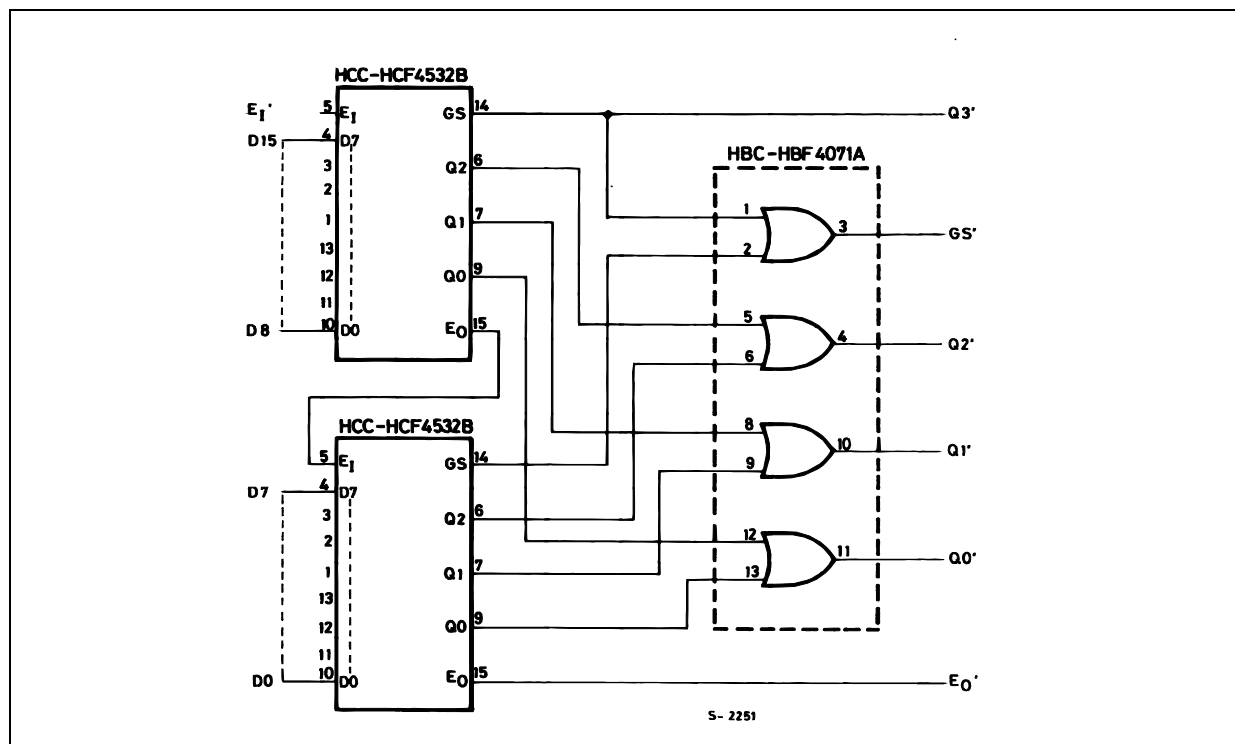 HCC-HCF4532B
EI' 5 EI GS 14 Q3'
D15 4 D7
HBC-HBF4071A
3 Q2 6
2
1 Q1 7 1 3 GS'
13 2
12 Q0 9
11
D8 10 D0 EO 15 5 4 Q2'
6
HCC-HCF4532B
8 10 Q1'
5 EI GS 14 9
D7 4 D7
3 Q2 6
2 12 11 Q0'
1 Q1 7 13
13
12 Q0 9
11
D0 10 D0 EO 15 EO'
S- 2251